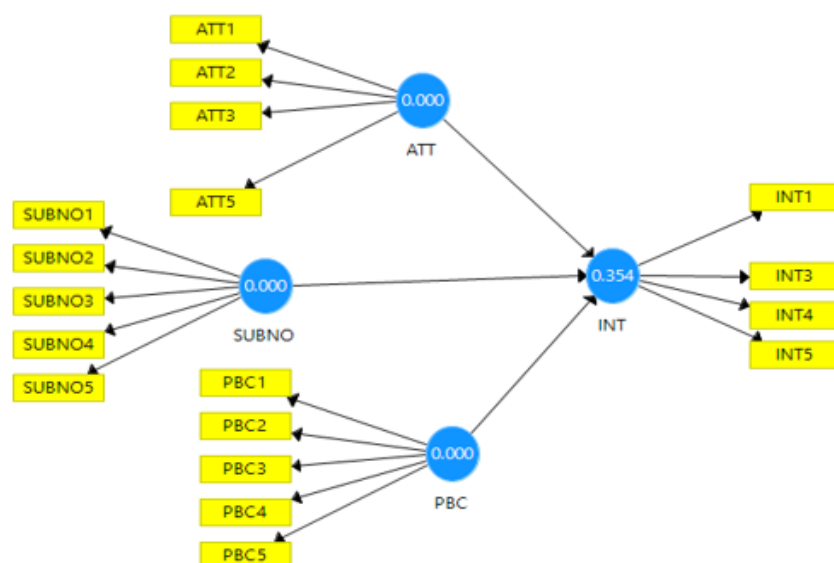 ATT1
ATT2
ATT3
ATT5
0.000
ATT
SUBNO1
SUBNO2
SUBNO3
SUBNO4
SUBNO5
0.000
SUBNO
PBC1
PBC2
PBC3
PBC4
PBC5
0.000
PBC
0.354
INT
INT1
INT3
INT4
INT5